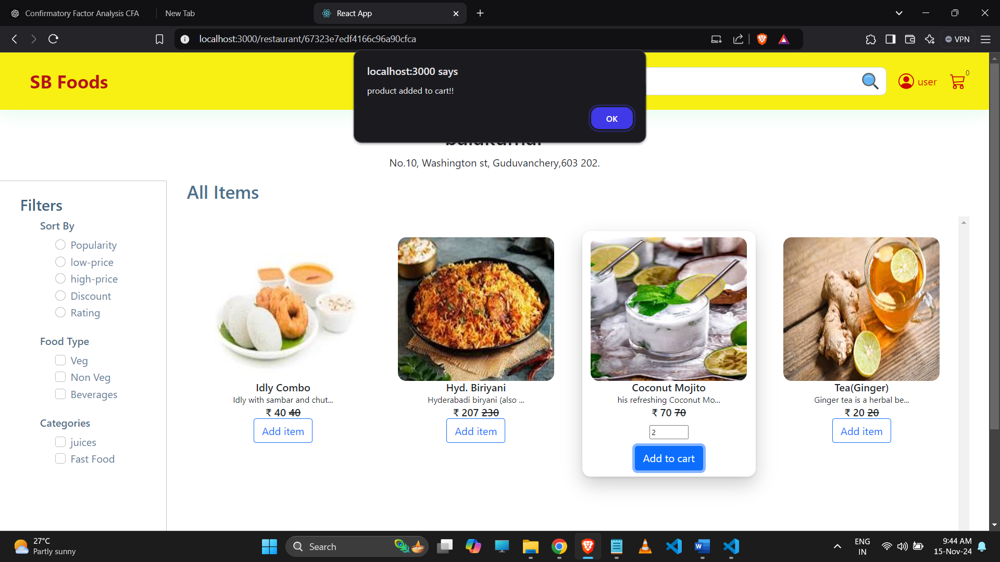 Confirmatory Factor Analysis CFA
New Tab
React App
localhost:3000/restaurant/67323e7edf4166c96a90cfca
VPN
localhost:3000 says
product added to cart!!
OK
SB Foods
user
0
No.10, Washington st, Guduvanchery,603 202.
Filters
Sort By
Popularity
low-price
high-price
Discount
Rating
Food Type
Veg
Non Veg
Beverages
Categories
juices
Fast Food
All Items
Idly Combo
Idly with sambar and chut...
₹ 40 40
Add item
Hyd. Biriyani
Hyderabadi biryani (also ...
₹ 207 230
Add item
Coconut Mojito
his refreshing Coconut Mo...
₹ 70 70
2
Add to cart
Tea(Ginger)
Ginger tea is a herbal be...
₹ 20 20
Add item
27°C
Partly sunny
Search
ENG
IN
9:44 AM
15-Nov-24